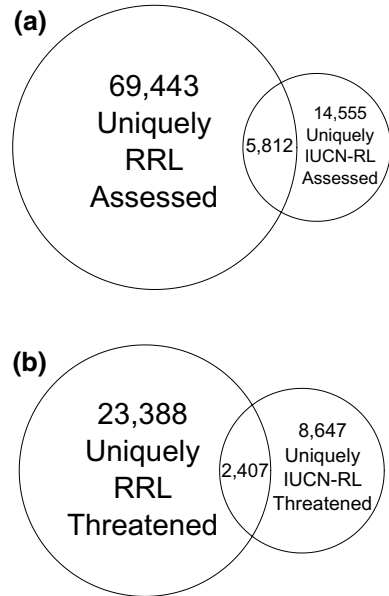 (a)
69,443
Uniquely
RRL
Assessed
5,812
14,555
Uniquely
IUCN-RL
Assessed
(b)
23,388
Uniquely
RRL
Threatened
2,407
8,647
Uniquely
IUCN-RL
Threatened